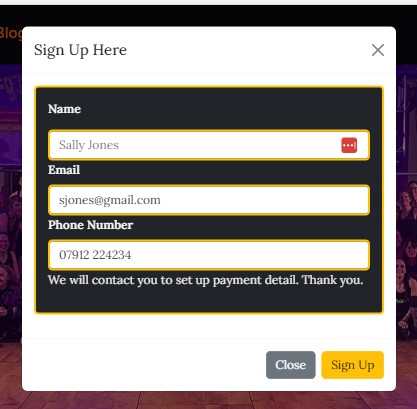 Blog
Sign Up Here
Name
Sally Jones
Email
sjones@gmail.com
Phone Number
07912 224234
We will contact you to set up payment detail. Thank you.
Close
Sign Up